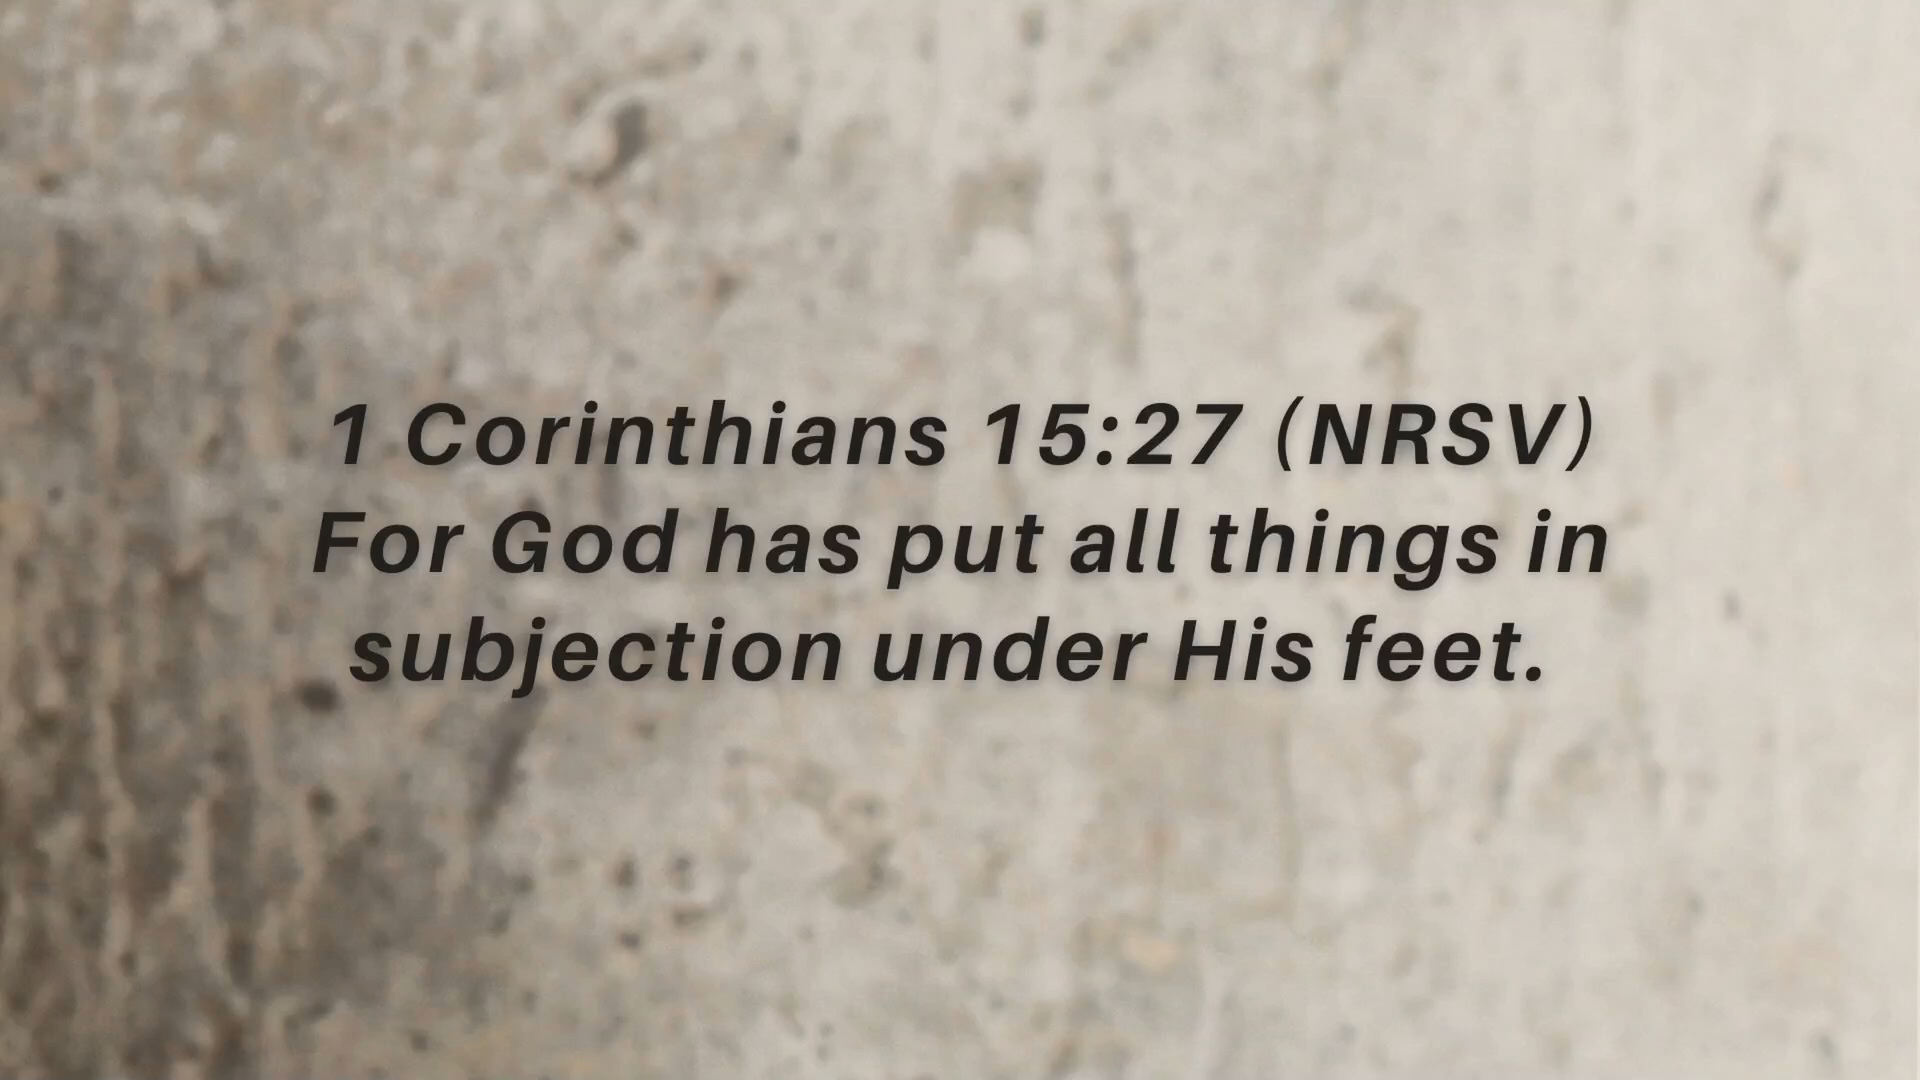 1 Corinthians 15:27 (NRSV)
For God has put all things in
subjection under His feet.